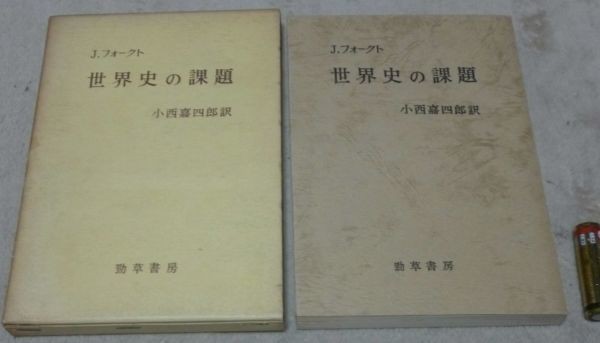 J.フォークト
世界史の課題
小西嘉四郎訳
勁草書房
J.フォークト
世界史の課題
小西嘉四郎訳
勁草書房